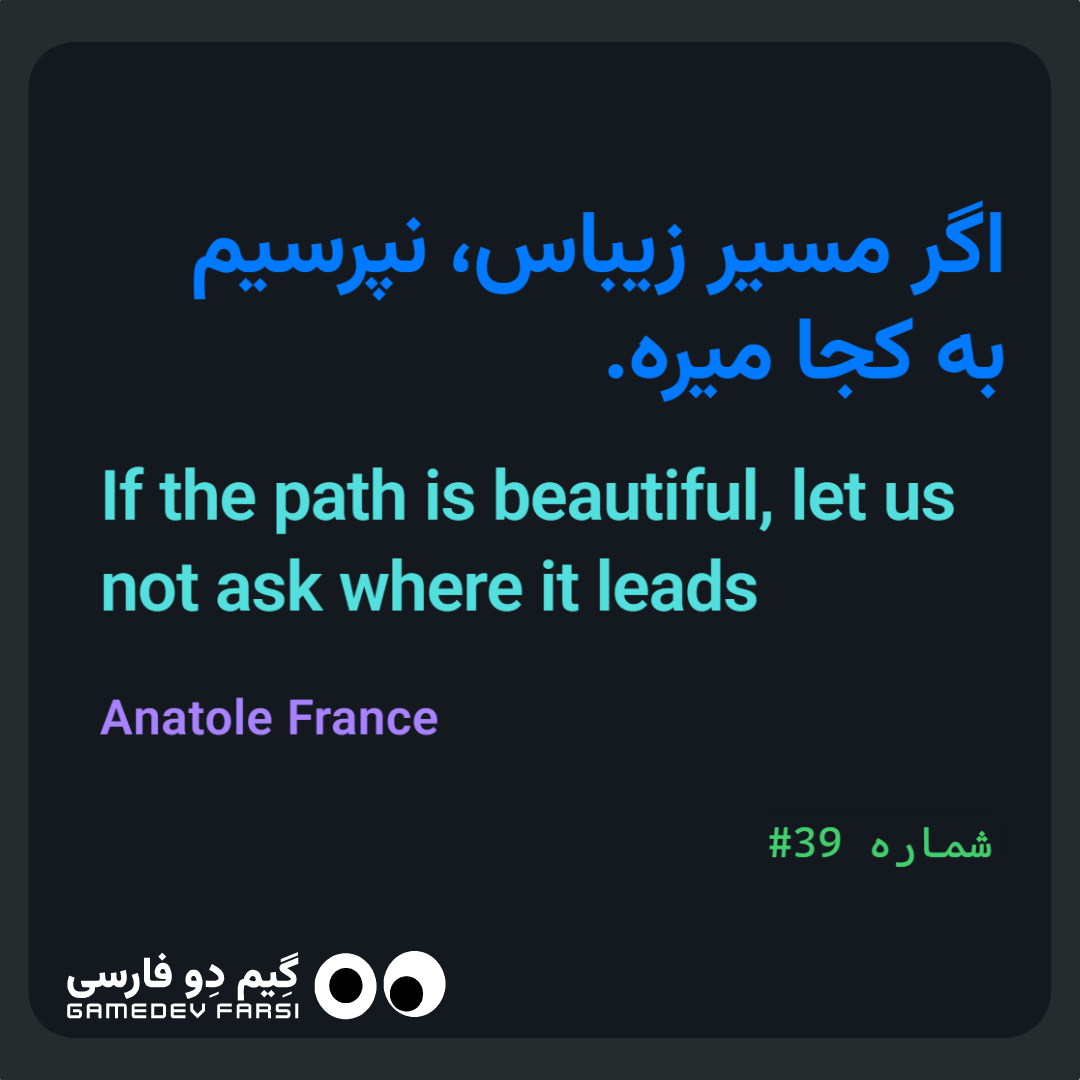 اگر مسیر زیباس، نپرسیم
به کجا میره.
If the path is beautiful, let us
not ask where it leads
Anatole France
شماره 39#
گِیم دِو فارسی
GAMEDEV FARSI